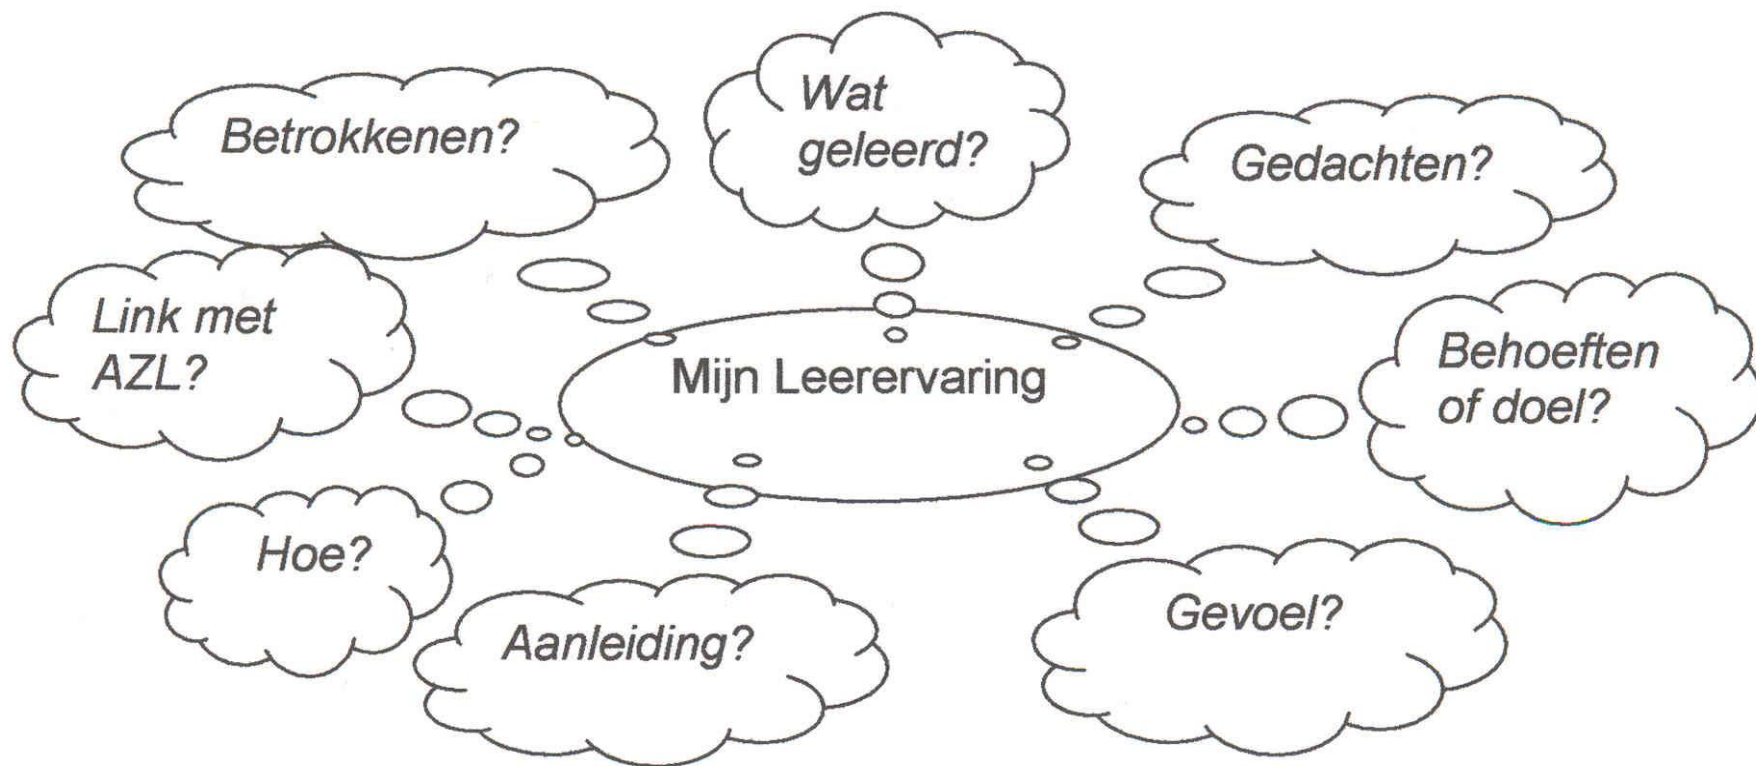 Wat
geleerd?
Betrokkenen?
Gedachten?
Link met
AZL?
Mijn Leerervaring
Behoeften
of doel?
Hoe?
Aanleiding?
Gevoel?